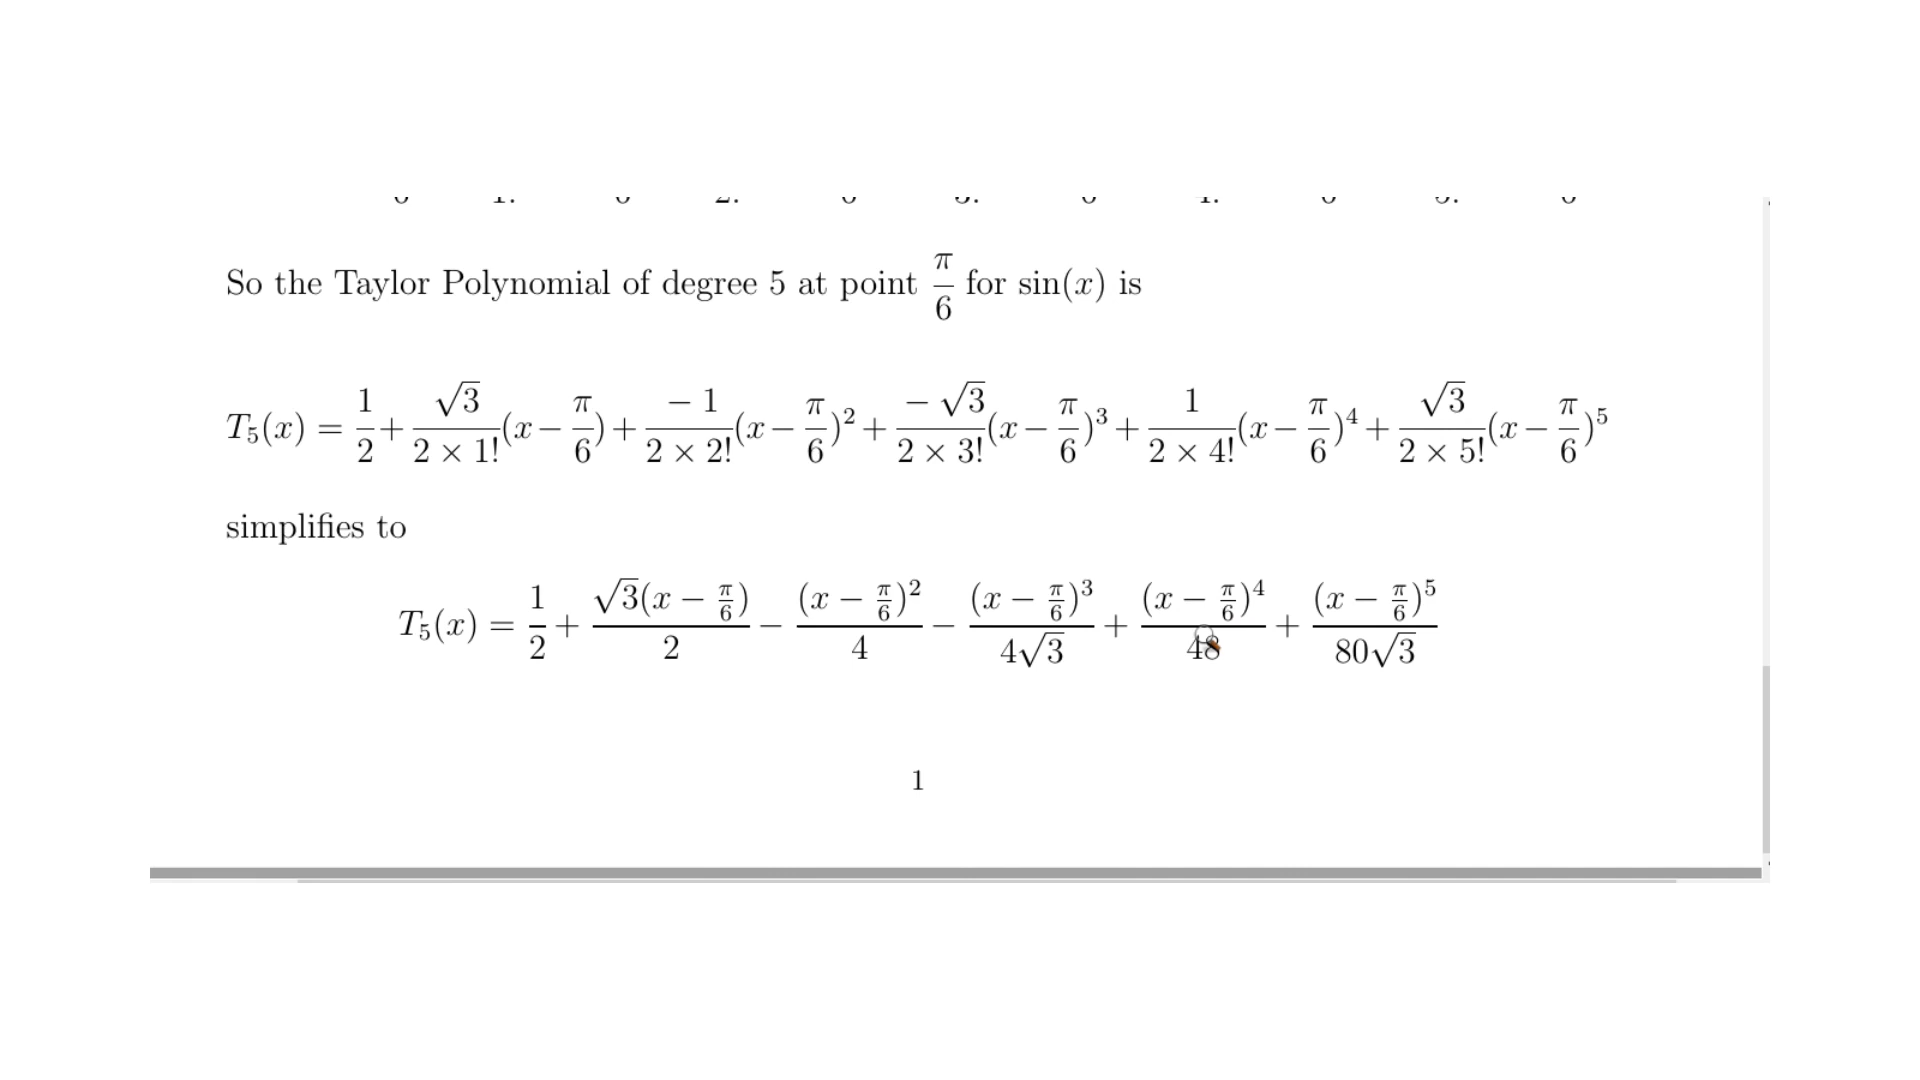 So the Taylor Polynomial of degree 5 at point π/6 for sin(x) is
T₅(x) = 1/2 + √3/(2 × 1!) (x − π/6) + −1/(2 × 2!) (x − π/6)² + −√3/(2 × 3!) (x − π/6)³ + 1/(2 × 4!) (x − π/6)⁴ + √3/(2 × 5!) (x − π/6)⁵
simplifies to
T₅(x) = 1/2 + √3(x − π/6)/2 − (x − π/6)²/4 − (x − π/6)³/(4√3) + (x − π/6)⁴/48 + (x − π/6)⁵/(80√3)
1